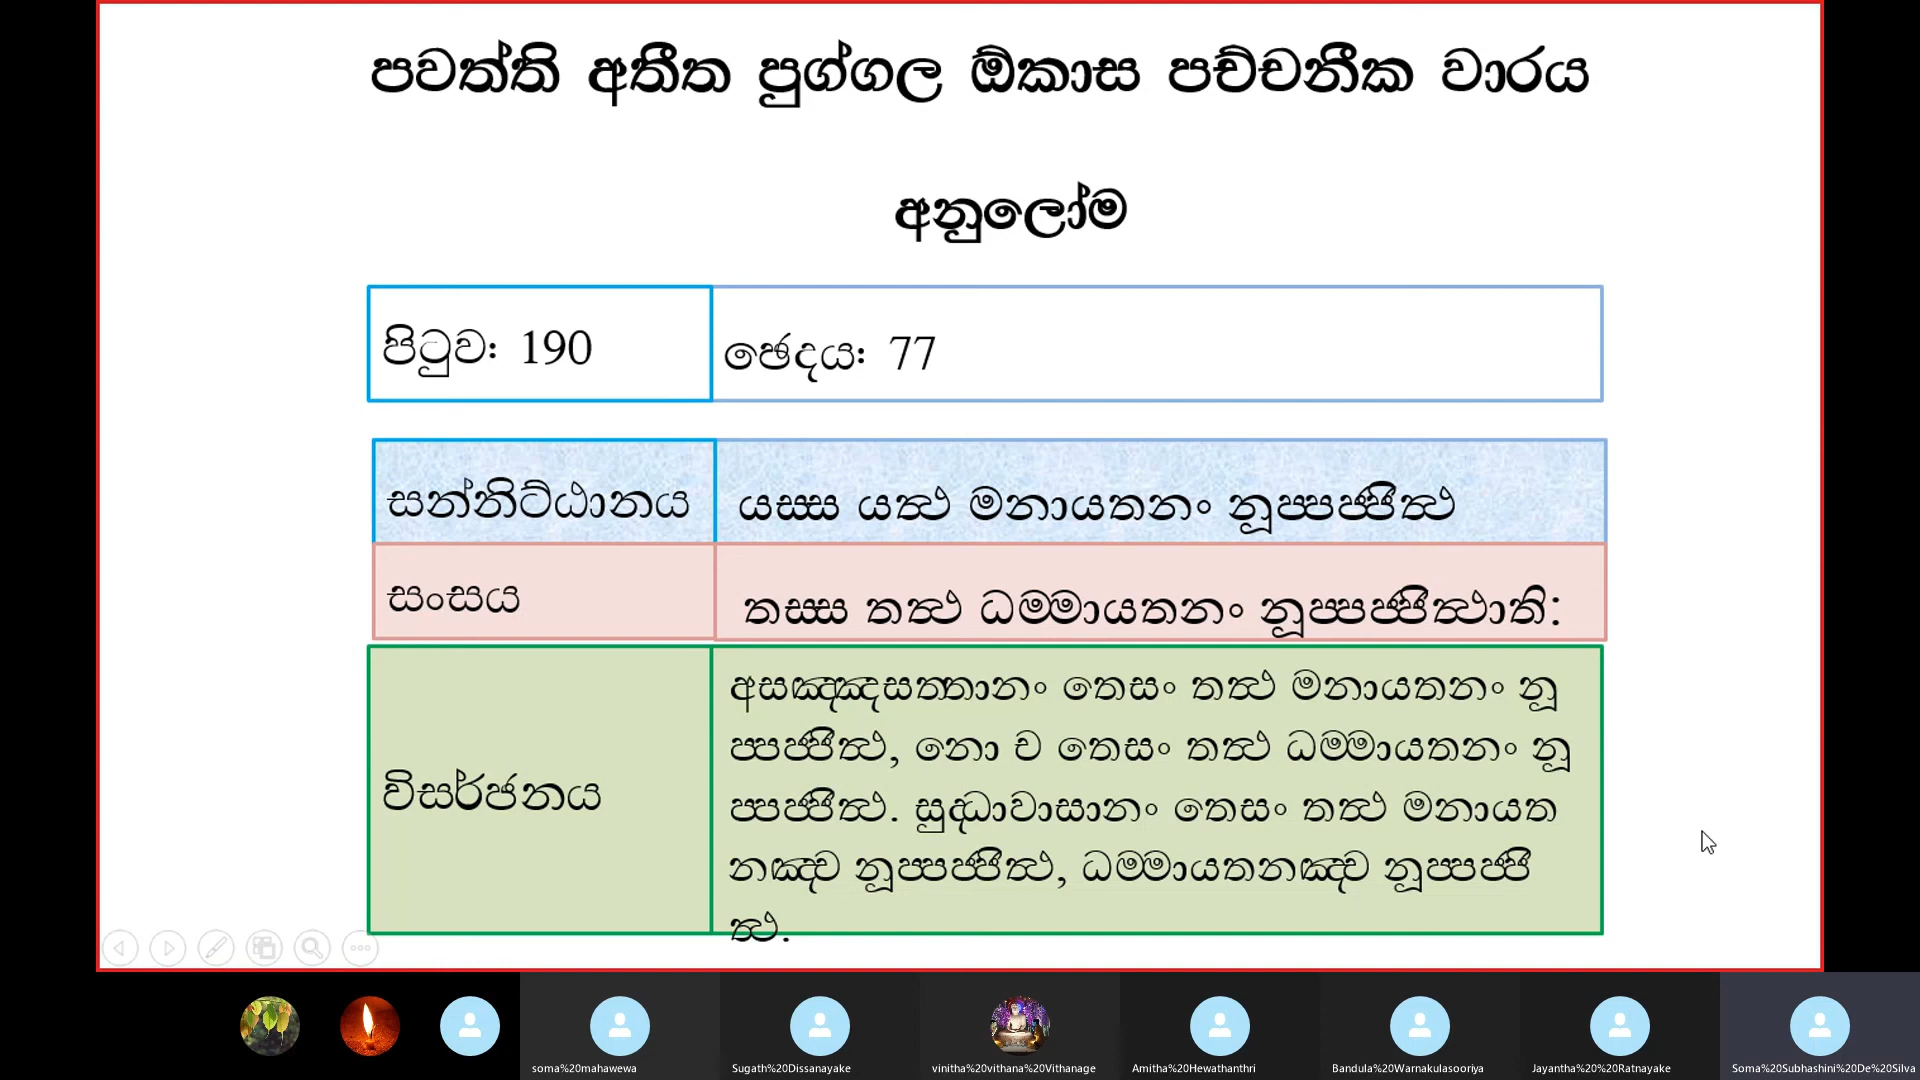 පවත්ති අතීත පුග්ගල ඕකාස පච්චනීක වාරය
අනුලෝම
පිටුව: 190
ඡෙදය: 77
සන්නිට්ඨානය
යස්ස යත්ථ මනායතනං නූප්පජ්ජිත්ථ
සංසය
තස්ස තත්ථ ධම්මායතනං නූප්පජ්ජිත්ථාති:
විසර්ජනය
අසඤ්ඤසත්තානං තෙසං තත්ථ මනායතනං නූ
ප්පජ්ජිත්ථ, නො ච තෙසං තත්ථ ධම්මායතනං නූ
ප්පජ්ජිත්ථ. සුද්ධාවාසානං තෙසං තත්ථ මනායත
නඤ්ච නූප්පජ්ජිත්ථ, ධම්මායතනඤ්ච නූප්පජ්ජි
ත්ථ.
soma%20mahawewa
Sugath%20Dissanayake
vinitha%20vithana%20Vithanage
Amitha%20Hewathanthri
Bandula%20Warnakulasooriya
Jayantha%20%20Ratnayake
Soma%20Subhashini%20De%20Silva